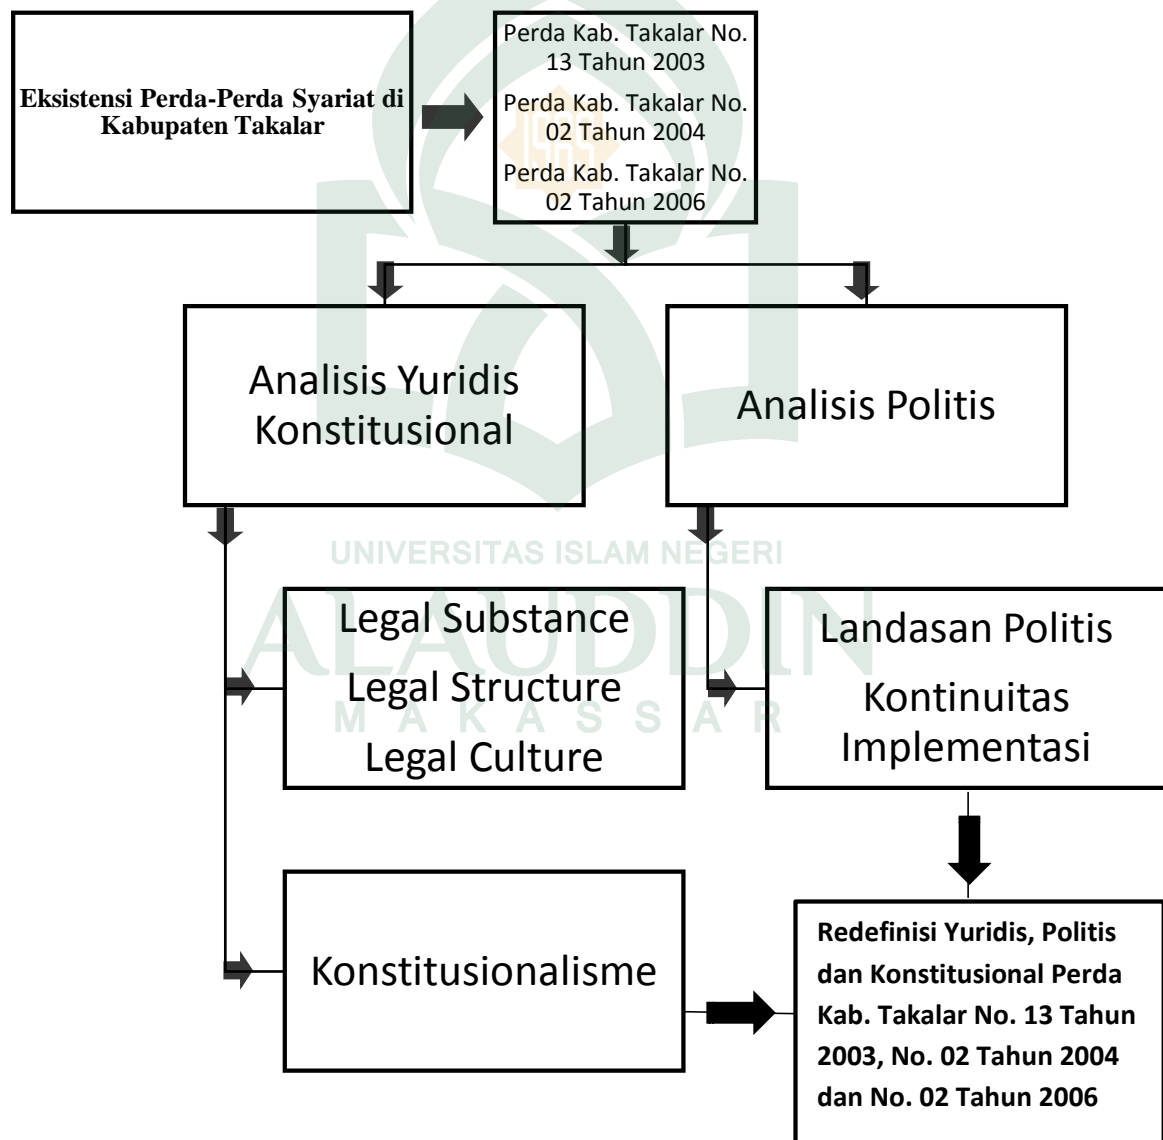 Eksistensi Perda-Perda Syariat di
Kabupaten Takalar
Perda Kab. Takalar No.
13 Tahun 2003
Perda Kab. Takalar No.
02 Tahun 2004
Perda Kab. Takalar No.
02 Tahun 2006
Analisis Yuridis
Konstitusional
Analisis Politis
UNIVERSITAS ISLAM NEGERI
ALAUDDIN
MAKASSAR
Legal Substance
Legal Structure
Legal Culture
Landasan Politis
Kontinuitas
Implementasi
Konstitusionalisme
Redefinisi Yuridis, Politis
dan Konstitusional Perda
Kab. Takalar No. 13 Tahun
2003, No. 02 Tahun 2004
dan No. 02 Tahun 2006